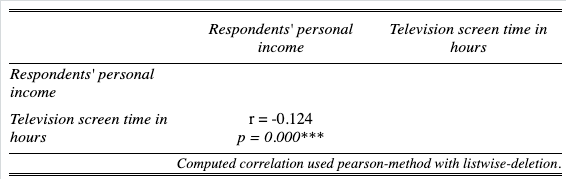 Respondents' personal Television screen time in
income hours
Respondents' personal
income
Television screen time in r = -0.124
hours p = 0.000***
Computed correlation used pearson-method with listwise-deletion.